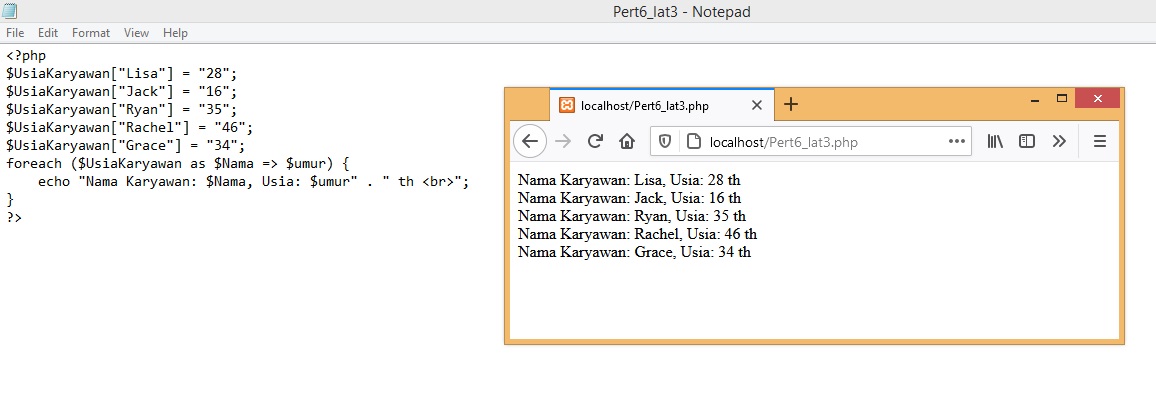 Pert6_lat3 - Notepad
File Edit Format View Help
<?php
$UsiaKaryawan["Lisa"] = "28";
$UsiaKaryawan["Jack"] = "16";
$UsiaKaryawan["Ryan"] = "35";
$UsiaKaryawan["Rachel"] = "46";
$UsiaKaryawan["Grace"] = "34";
foreach ($UsiaKaryawan as $Nama => $umur) {
    echo "Nama Karyawan: $Nama, Usia: $umur" . " th <br>";
}
?>
localhost/Pert6_lat3.php
localhost/Pert6_lat3.php
Nama Karyawan: Lisa, Usia: 28 th
Nama Karyawan: Jack, Usia: 16 th
Nama Karyawan: Ryan, Usia: 35 th
Nama Karyawan: Rachel, Usia: 46 th
Nama Karyawan: Grace, Usia: 34 th